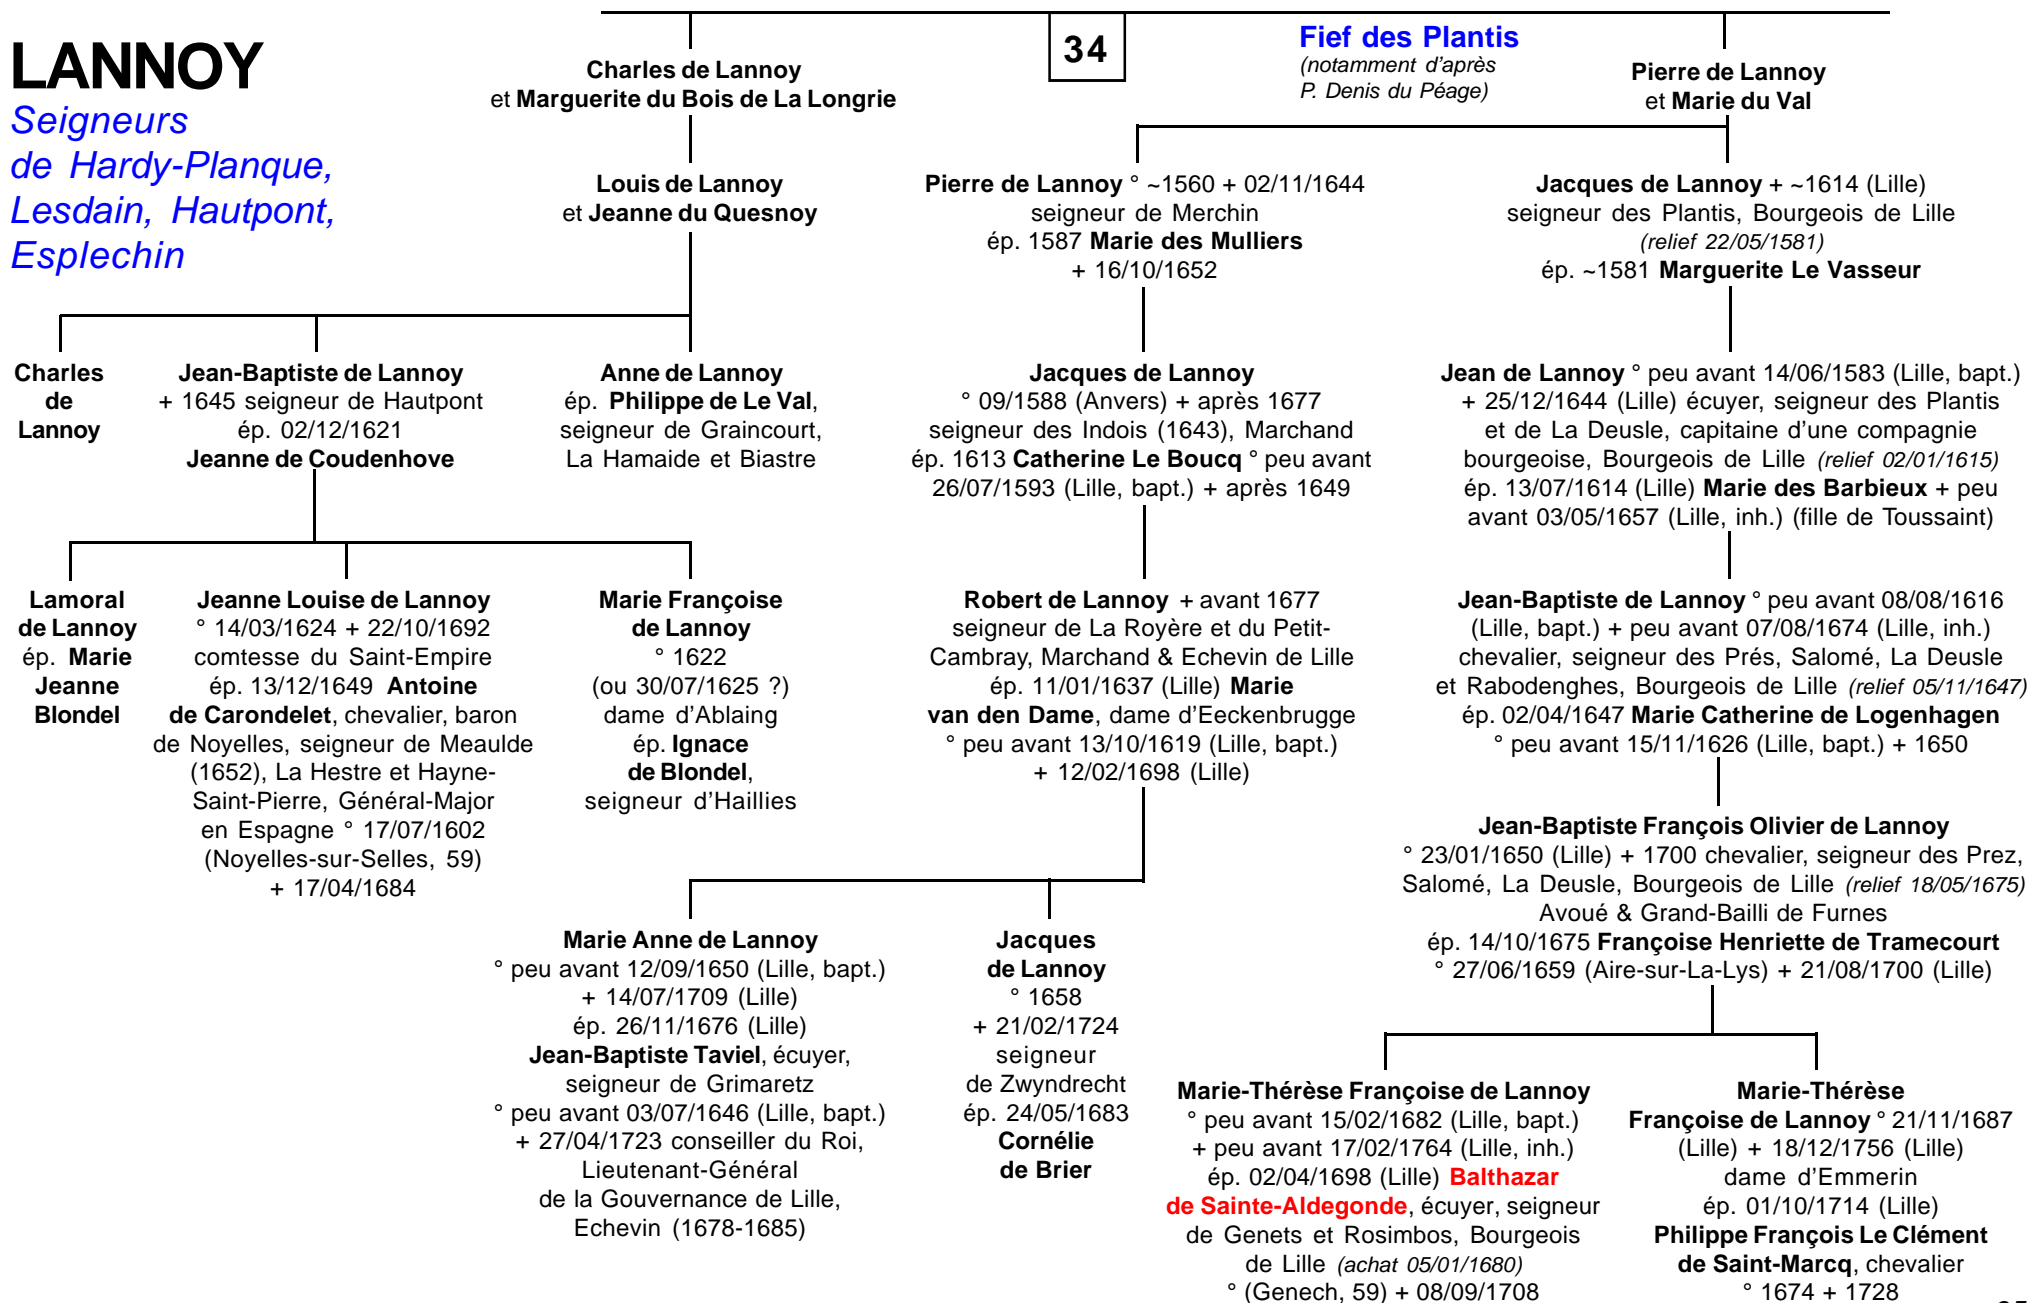 LANNOY
Seigneurs
de Hardy-Planque,
Lesdain, Hautpont,
Esplechin
34
Fief des Plantis
(notamment d'après
P. Denis du Péage)
Charles de Lannoy
et Marguerite du Bois de La Longrie
Pierre de Lannoy
et Marie du Val
Louis de Lannoy
et Jeanne du Quesnoy
Pierre de Lannoy ° ~1560 + 02/11/1644
seigneur de Merchin
ép. 1587 Marie des Mulliers
+ 16/10/1652
Jacques de Lannoy + ~1614 (Lille)
seigneur des Plantis, Bourgeois de Lille
(relief 22/05/1581)
ép. ~1581 Marguerite Le Vasseur
Charles
de
Lannoy
Jean-Baptiste de Lannoy
+ 1645 seigneur de Hautpont
ép. 02/12/1621
Jeanne de Coudenhove
Anne de Lannoy
ép. Philippe de Le Val,
seigneur de Graincourt,
La Hamaide et Biastre
Jacques de Lannoy
° 09/1588 (Anvers) + après 1677
seigneur des Indois (1643), Marchand
ép. 1613 Catherine Le Boucq ° peu avant
26/07/1593 (Lille, bapt.) + après 1649
Jean de Lannoy ° peu avant 14/06/1583 (Lille, bapt.)
+ 25/12/1644 (Lille) écuyer, seigneur des Plantis
et de La Deusle, capitaine d'une compagnie
bourgeoise, Bourgeois de Lille (relief 02/01/1615)
ép. 13/07/1614 (Lille) Marie des Barbieux + peu
avant 03/05/1657 (Lille, inh.) (fille de Toussaint)
Lamoral
de Lannoy
ép. Marie
Jeanne
Blondel
Jeanne Louise de Lannoy
° 14/03/1624 + 22/10/1692
comtesse du Saint-Empire
ép. 13/12/1649 Antoine
de Carondelet, chevalier, baron
de Noyelles, seigneur de Meaulde
(1652), La Hestre et Hayne-
Saint-Pierre, Général-Major
en Espagne ° 17/07/1602
(Noyelles-sur-Selles, 59)
+ 17/04/1684
Marie Françoise
de Lannoy
° 1622
(ou 30/07/1625 ?)
dame d'Ablaing
ép. Ignace
de Blondel,
seigneur d'Haillies
Robert de Lannoy + avant 1677
seigneur de La Royère et du Petit-
Cambray, Marchand & Echevin de Lille
ép. 11/01/1637 (Lille) Marie
van den Dame, dame d'Eeckenbrugge
° peu avant 13/10/1619 (Lille, bapt.)
+ 12/02/1698 (Lille)
Jean-Baptiste de Lannoy ° peu avant 08/08/1616
(Lille, bapt.) + peu avant 07/08/1674 (Lille, inh.)
chevalier, seigneur des Prés, Salomé, La Deusle
et Rabodenghes, Bourgeois de Lille (relief 05/11/1647)
ép. 02/04/1647 Marie Catherine de Logenhagen
° peu avant 15/11/1626 (Lille, bapt.) + 1650
Jean-Baptiste François Olivier de Lannoy
° 23/01/1650 (Lille) + 1700 chevalier, seigneur des Prez,
Salomé, La Deusle, Bourgeois de Lille (relief 18/05/1675)
Avoué & Grand-Bailli de Furnes
ép. 14/10/1675 Françoise Henriette de Tramecourt
° 27/06/1659 (Aire-sur-La-Lys) + 21/08/1700 (Lille)
Marie Anne de Lannoy
° peu avant 12/09/1650 (Lille, bapt.)
+ 14/07/1709 (Lille)
ép. 26/11/1676 (Lille)
Jean-Baptiste Taviel, écuyer,
seigneur de Grimaretz
° peu avant 03/07/1646 (Lille, bapt.)
+ 27/04/1723 conseiller du Roi,
Lieutenant-Général
de la Gouvernance de Lille,
Echevin (1678-1685)
Jacques
de Lannoy
° 1658
+ 21/02/1724
seigneur
de Zwyndrecht
ép. 24/05/1683
Cornélie
de Brier
Marie-Thérèse Françoise de Lannoy
° peu avant 15/02/1682 (Lille, bapt.)
+ peu avant 17/02/1764 (Lille, inh.)
ép. 02/04/1698 (Lille) Balthazar
de Sainte-Aldegonde, écuyer, seigneur
de Genets et Rosimbos, Bourgeois
de Lille (achat 05/01/1680)
° (Genech, 59) + 08/09/1708
Marie-Thérèse
Françoise de Lannoy ° 21/11/1687
(Lille) + 18/12/1756 (Lille)
dame d'Emmerin
ép. 01/10/1714 (Lille)
Philippe François Le Clément
de Saint-Marcq, chevalier
° 1674 + 1728